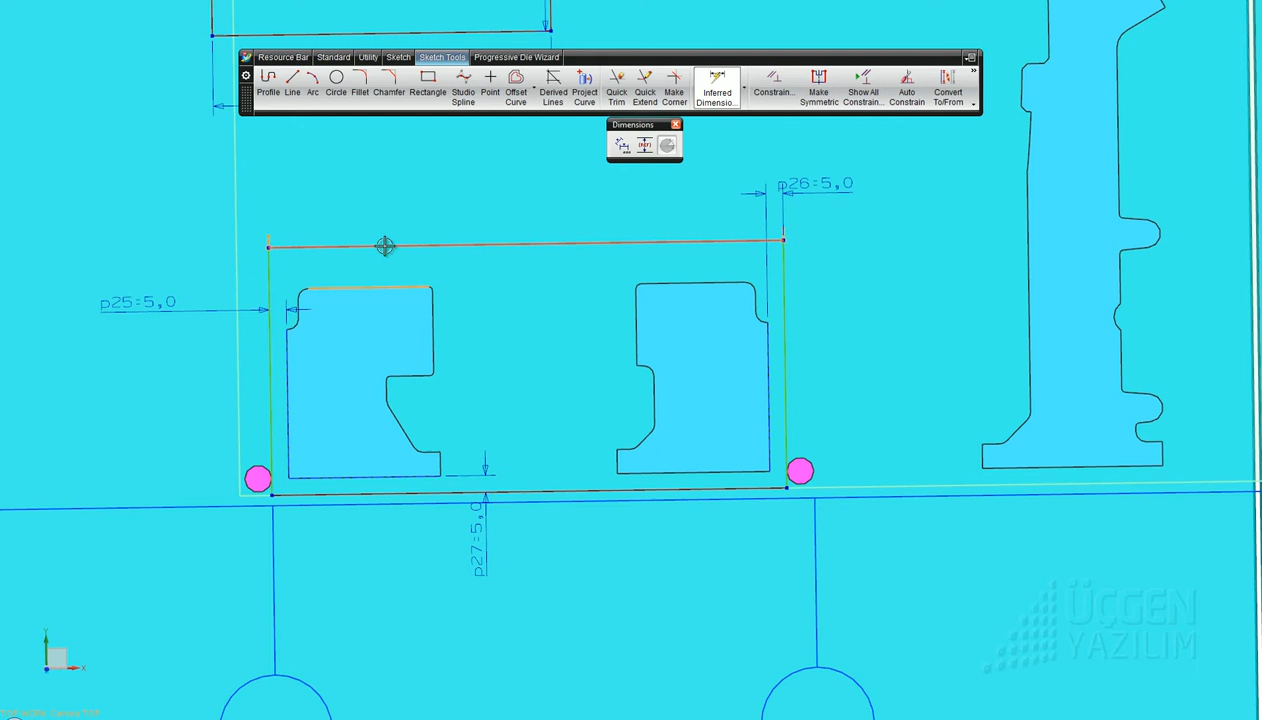 Resource Bar Standard Utility Sketch Sketch Tools Progressive Die Wizard
Profile Line Arc Circle Fillet Chamfer Rectangle Studio Spline Point Offset Curve Derived Lines Project Curve Quick Trim Quick Extend Make Corner Inferred Dimensio... Constrain... Make Symmetric Show All Constrain... Auto Constrain Convert To/From
Dimensions
p26=5,0
p25=5,0
p27=5,0
ÜÇGEN
YAZILIM
Y
X